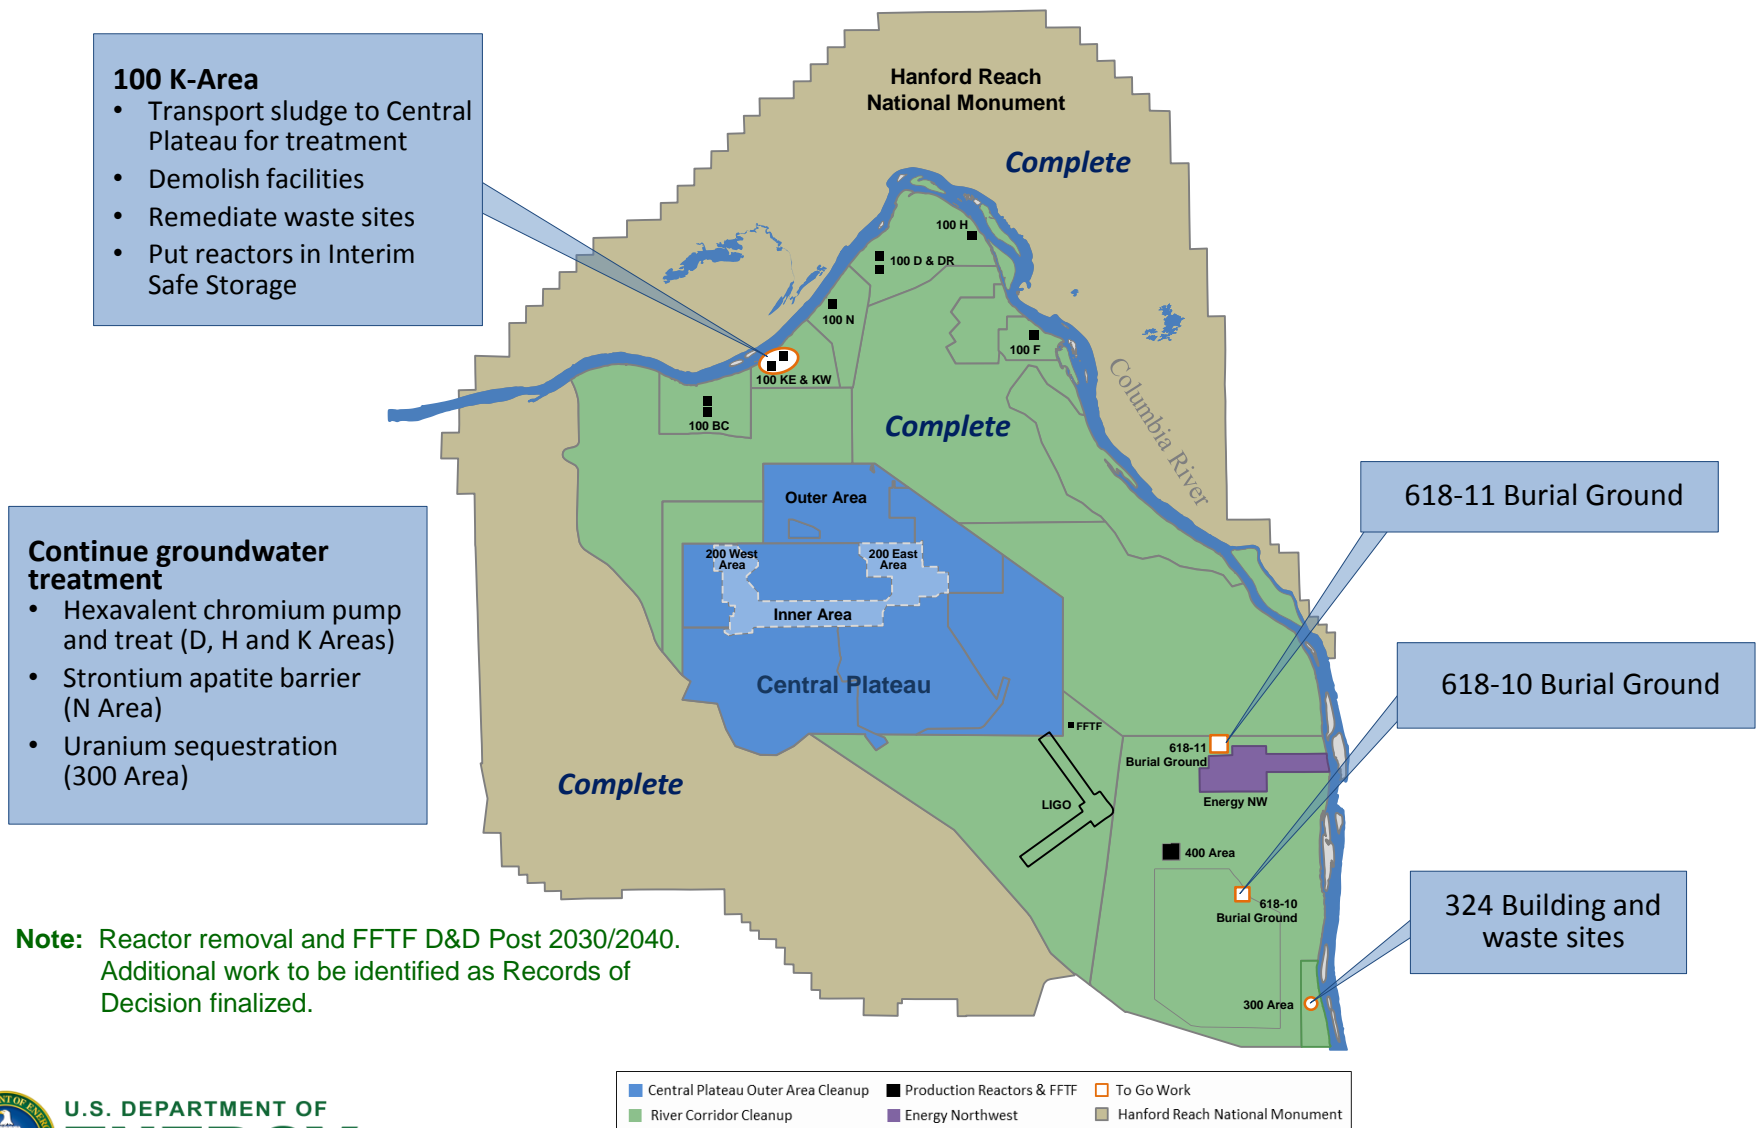 100 K-Area
• Transport sludge to Central
Plateau for treatment
• Demolish facilities
• Remediate waste sites
• Put reactors in Interim
Safe Storage
Hanford Reach
National Monument
Complete
100 H
100 D & DR
100 N
100 F
100 KE & KW
100 BC
Columbia River
Complete
618-11 Burial Ground
Continue groundwater
treatment
• Hexavalent chromium pump
and treat (D, H and K Areas)
• Strontium apatite barrier
(N Area)
• Uranium sequestration
(300 Area)
Outer Area
200 West
Area
200 East
Area
Inner Area
Central Plateau
618-10 Burial Ground
FFTF
618-11
Burial Ground
Energy NW
LIGO
Complete
400 Area
618-10
Burial Ground
324 Building and
waste sites
300 Area
Note: Reactor removal and FFTF D&D Post 2030/2040.
Additional work to be identified as Records of
Decision finalized.
Central Plateau Outer Area Cleanup
Production Reactors & FFTF
To Go Work
River Corridor Cleanup
Energy Northwest
Hanford Reach National Monument
U.S. DEPARTMENT OF